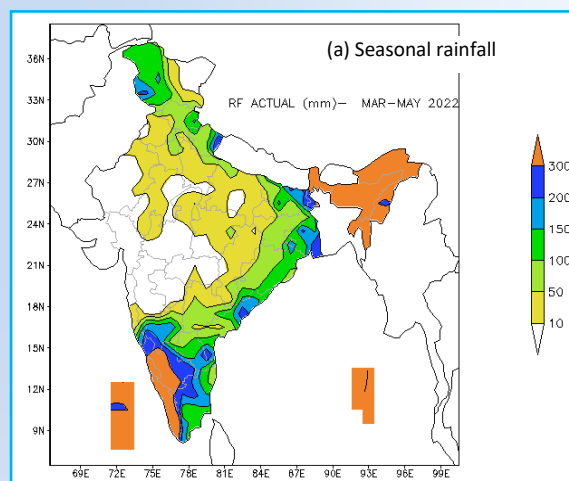 (a) Seasonal rainfall
RF ACTUAL (mm)– MAR–MAY 2022
36N
33N
30N
27N
24N
21N
18N
15N
12N
9N
69E 72E 75E 78E 81E 84E 87E 90E 93E 96E 99E
300
200
150
100
50
10